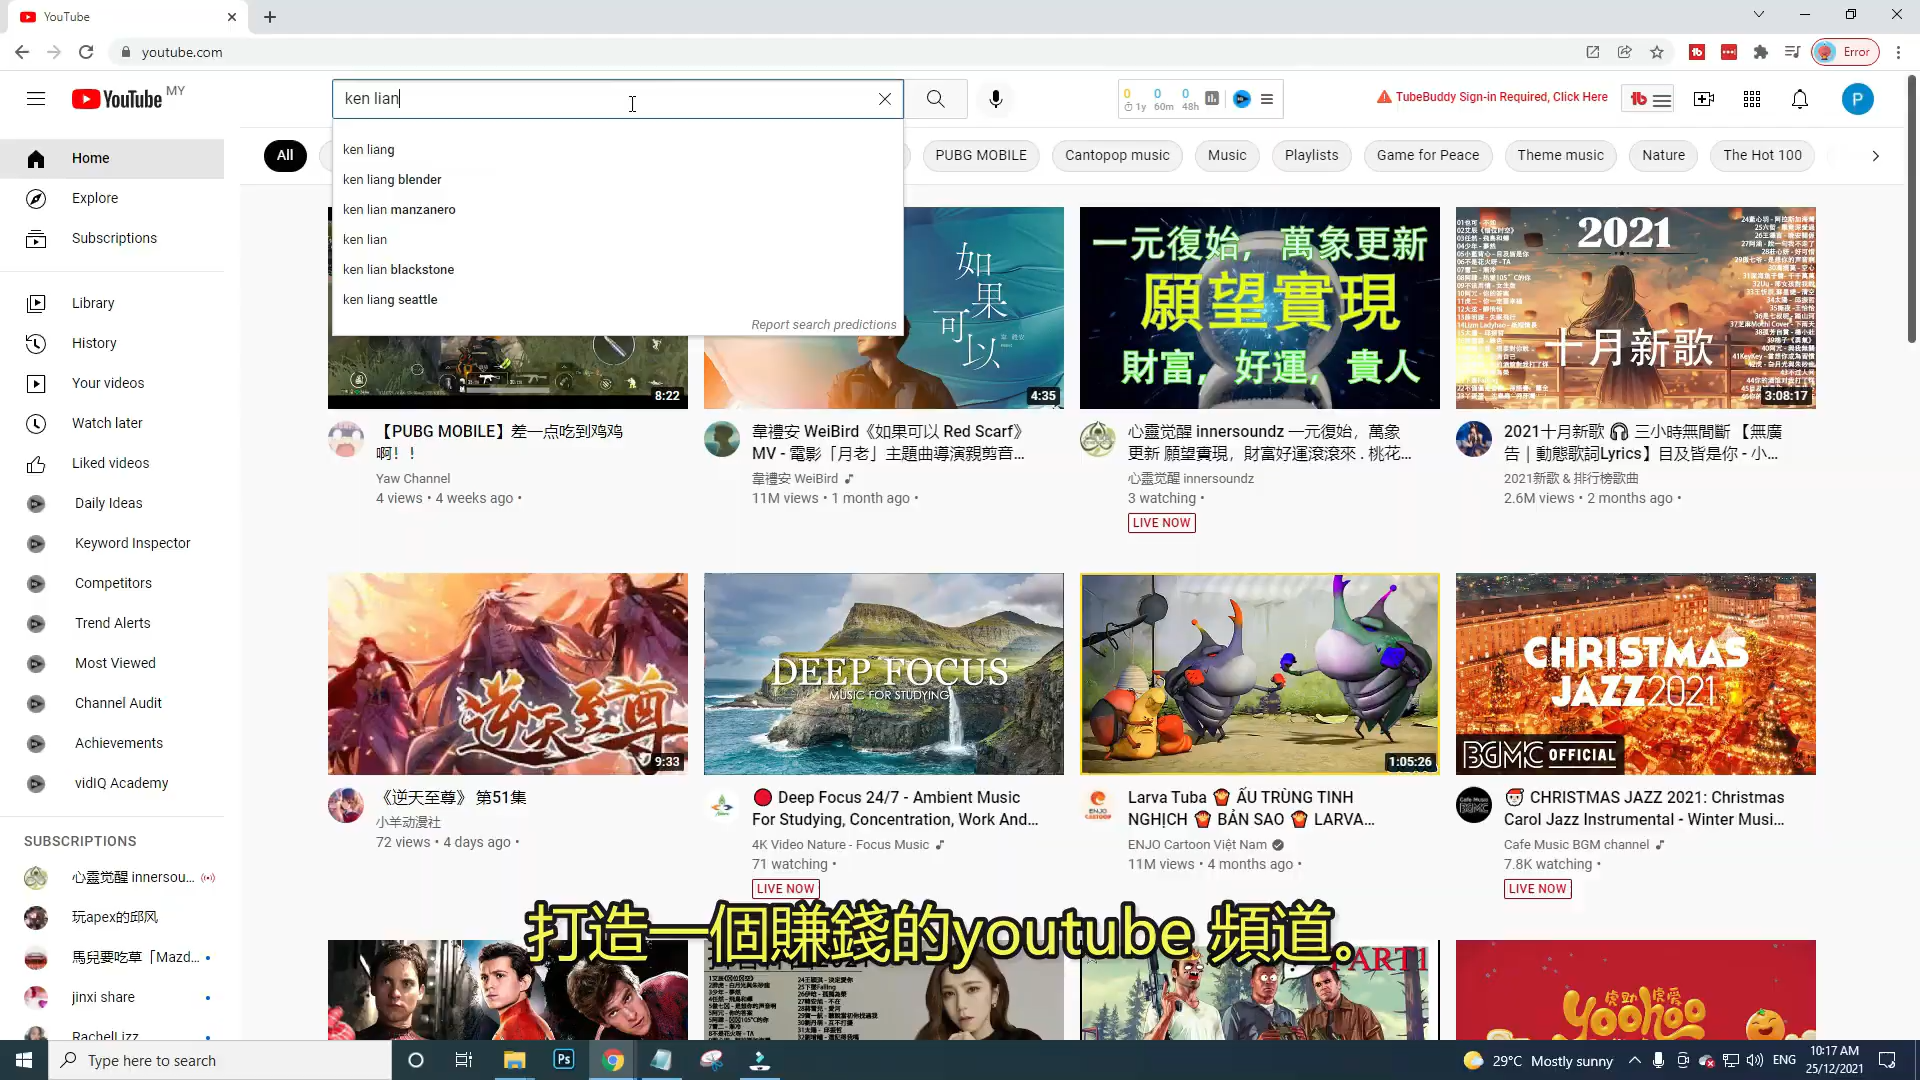 YouTube
youtube.com
Error
YouTube MY
ken lian
0 0 0
1y 60m 48h
TubeBuddy Sign-in Required, Click Here
P
ken liang
ken liang blender
ken lian manzanero
ken lian
ken lian blackstone
ken liang seattle
Report search predictions
All
PUBG MOBILE
Cantopop music
Music
Playlists
Game for Peace
Theme music
Nature
The Hot 100
Home
Explore
Subscriptions
Library
History
Your videos
Watch later
Liked videos
Daily Ideas
Keyword Inspector
Competitors
Trend Alerts
Most Viewed
Channel Audit
Achievements
vidIQ Academy
SUBSCRIPTIONS
心靈觉醒 innersou...
玩apex的邱风
馬兒要吃草「Mazd...
jinxi share
RachelLizz
8:22
如果可以
4:35
一元復始，萬象更新
願望實現
財富，好運，貴人
2021
十月新歌
3:08:17
【PUBG MOBILE】差一点吃到鸡鸡
啊！！
Yaw Channel
4 views • 4 weeks ago •
韋禮安 WeiBird《如果可以 Red Scarf》
MV - 電影「月老」主題曲導演親剪音...
韋禮安 WeiBird
11M views • 1 month ago •
心靈觉醒 innersoundz 一元復始，萬象
更新 願望實現，財富好運滾滾來 . 桃花...
心靈觉醒 innersoundz
3 watching •
LIVE NOW
2021十月新歌 🎧 三小時無間斷 【無廣
告｜動態歌詞Lyrics】目及皆是你 - 小...
2021新歌 & 排行榜歌曲
2.6M views • 2 months ago •
逆天至尊
9:33
DEEP FOCUS
MUSIC FOR STUDYING
1:05:26
CHRISTMAS
JAZZ 2021
BGMC OFFICIAL
《逆天至尊》 第51集
小羊动漫社
72 views • 4 days ago •
🔴 Deep Focus 24/7 - Ambient Music
For Studying, Concentration, Work And...
4K Video Nature - Focus Music
71 watching •
LIVE NOW
Larva Tuba 🍟 ẤU TRÙNG TINH
NGHỊCH 🍟 BẢN SAO 🍟 LARVA...
ENJO Cartoon Việt Nam
11M views • 4 months ago •
🎅 CHRISTMAS JAZZ 2021: Christmas
Carol Jazz Instrumental - Winter Musi...
Cafe Music BGM channel
7.8K watching •
LIVE NOW
打造一個賺錢的youtube 頻道。
PART1
虎助 虎爱
Yoohoo
Type here to search
Ps
29°C Mostly sunny
ENG
10:17 AM
25/12/2021